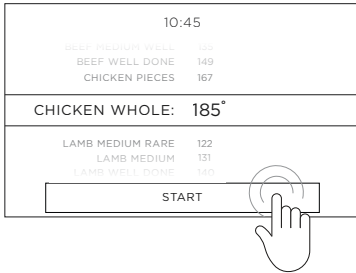 10:45
BEEF MEDIUM WELL
BEEF WELL DONE 149
CHICKEN PIECES 167
CHICKEN WHOLE: 185°
LAMB MEDIUM RARE 122
LAMB MEDIUM 131
LAMB WELL DONE 140
START